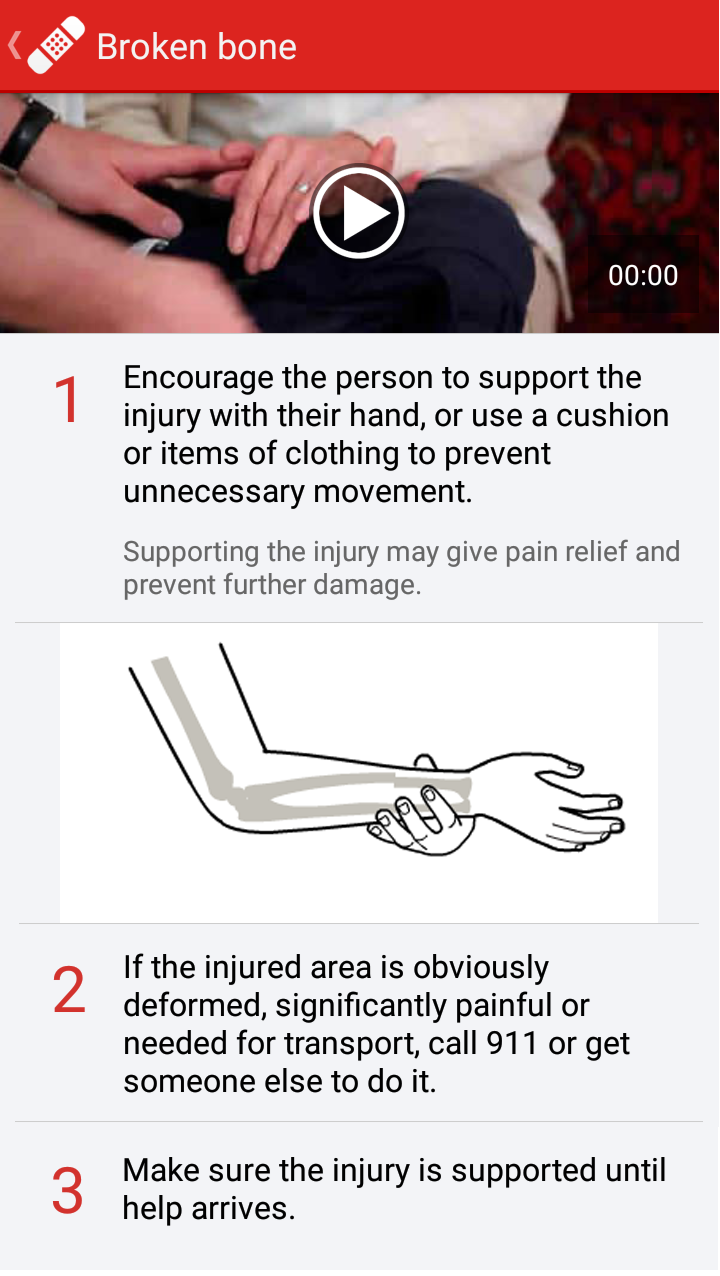 Broken bone
00:00
1
Encourage the person to support the
injury with their hand, or use a cushion
or items of clothing to prevent
unnecessary movement.
Supporting the injury may give pain relief and
prevent further damage.
2
If the injured area is obviously
deformed, significantly painful or
needed for transport, call 911 or get
someone else to do it.
3
Make sure the injury is supported until
help arrives.